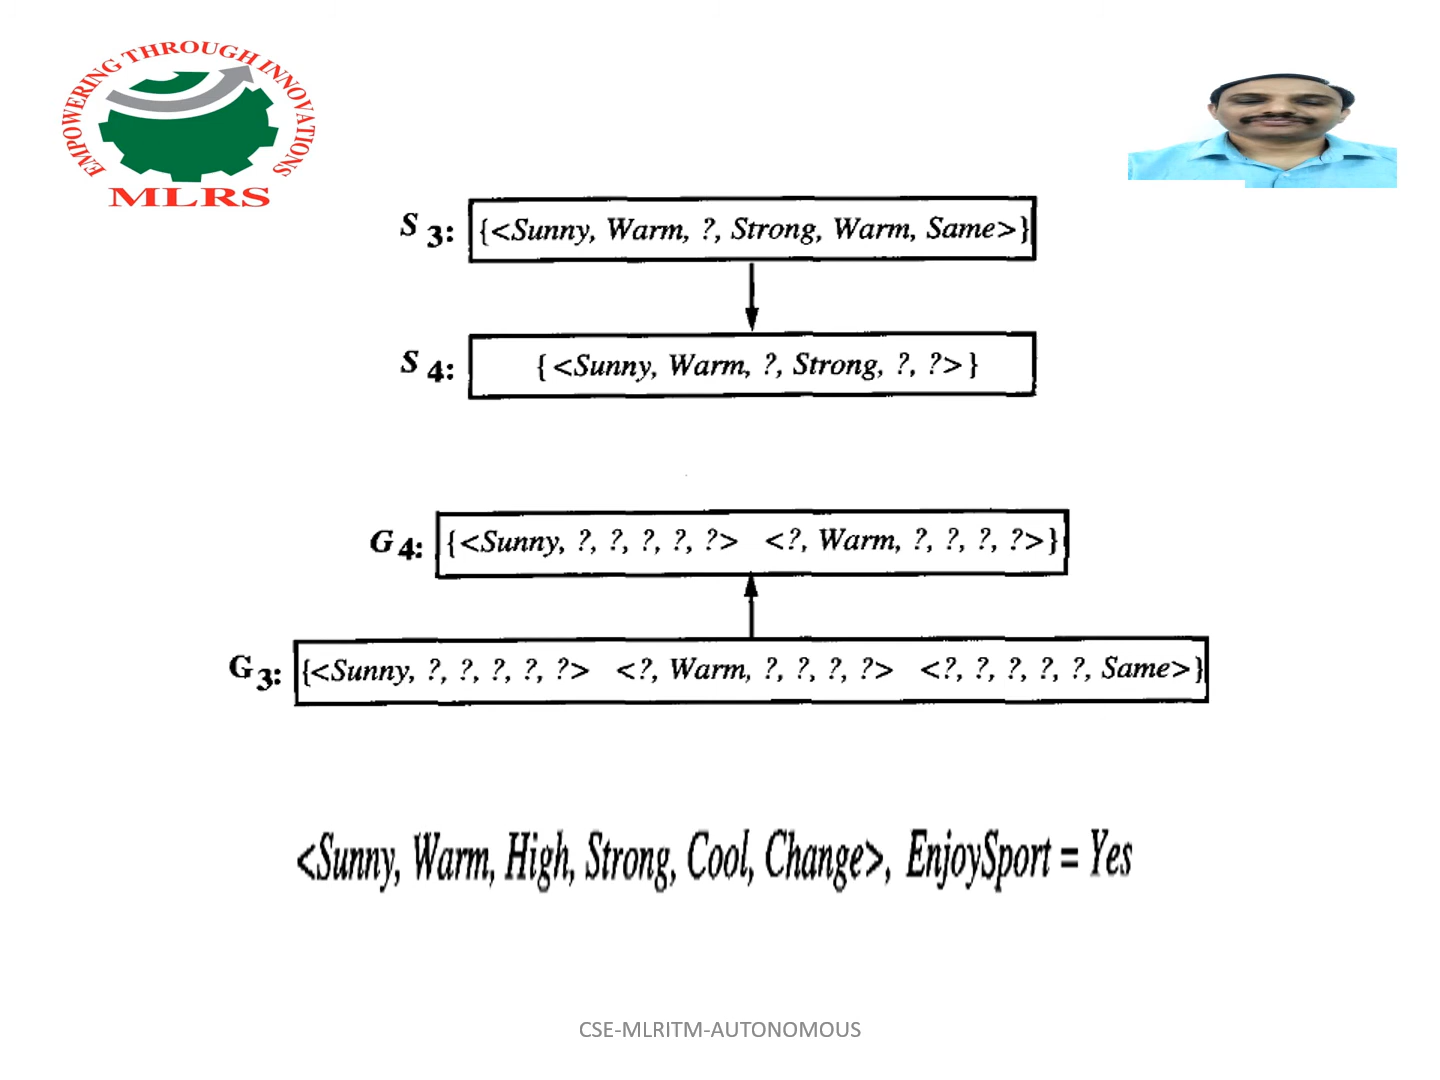 EMPOWERING THROUGH INNOVATIONS
MLRS
S 3: {<Sunny, Warm, ?, Strong, Warm, Same>}
S 4: { <Sunny, Warm, ?, Strong, ?, ?> }
G 4: {<Sunny, ?, ?, ?, ?, ?> <?, Warm, ?, ?, ?, ?>}
G 3: {<Sunny, ?, ?, ?, ?, ?> <?, Warm, ?, ?, ?, ?> <?, ?, ?, ?, ?, Same>}
<Sunny, Warm, High, Strong, Cool, Change>, EnjoySport = Yes
CSE-MLRITM-AUTONOMOUS